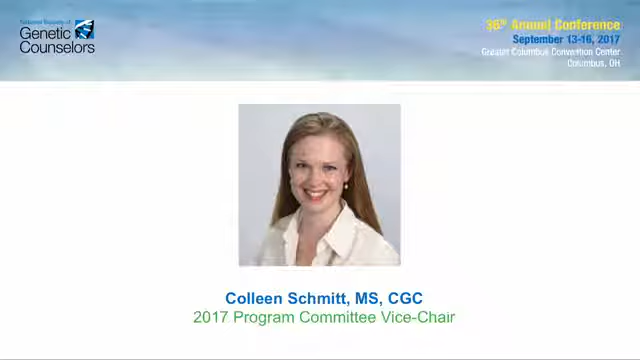 National Society of
Genetic
Counselors
36th Annual Conference
September 13-16, 2017
Greater Columbus Convention Center
Columbus, OH
Colleen Schmitt, MS, CGC
2017 Program Committee Vice-Chair